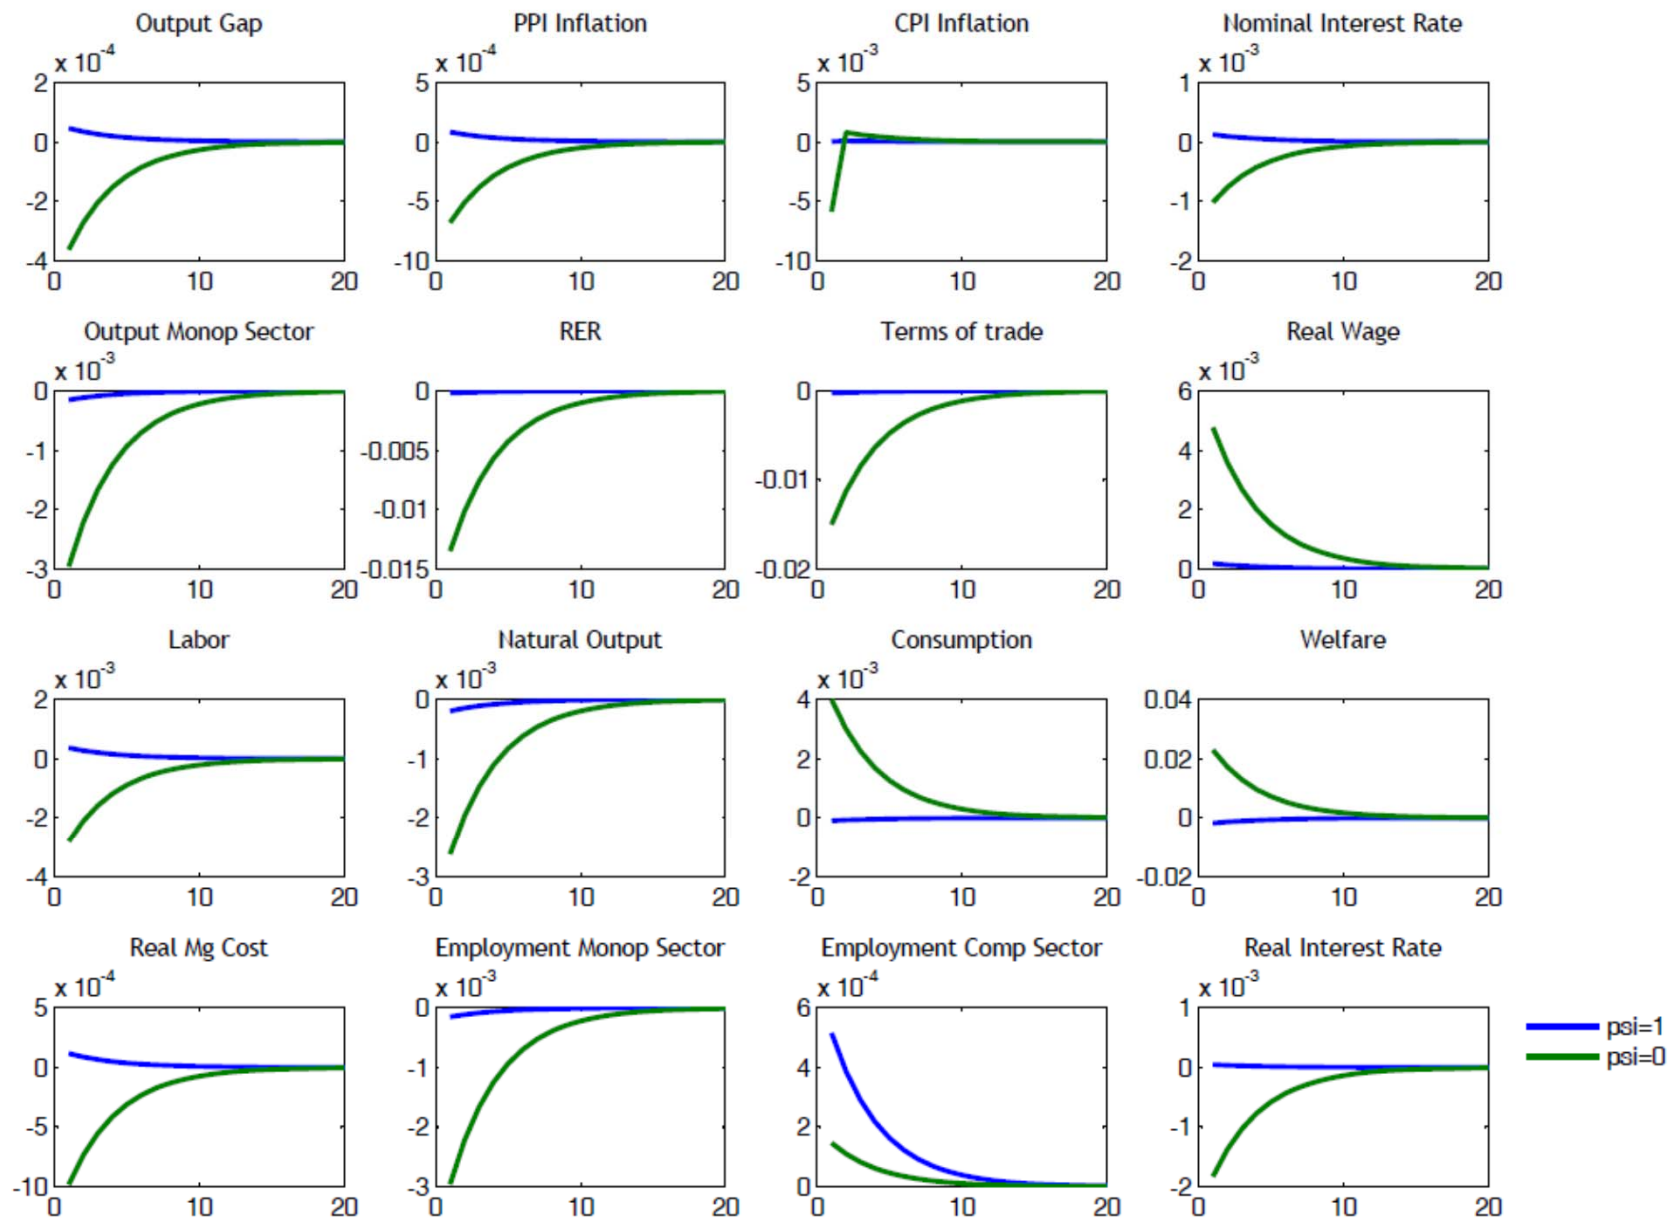 Output Gap PPI Inflation CPI Inflation Nominal Interest Rate
x 10-4 x 10-4 x 10-3 x 10-3
2 5 5 1
0 0 0 0
-2 -5 -5 -1
-4 -10 -10 -2
0 10 20 0 10 20 0 10 20 0 10 20
Output Monop Sector RER Terms of trade Real Wage
x 10-3 x 10-3
0 0 0 6
-1 -0.005 4
-0.01
-2 -0.01 2
-3 -0.015 -0.02 0
0 10 20 0 10 20 0 10 20 0 10 20
Labor Natural Output Consumption Welfare
x 10-3 x 10-3 x 10-3
2 0 4 0.04
0 -1 2 0.02
-2 -2 0 0
-4 -3 -2 -0.02
0 10 20 0 10 20 0 10 20 0 10 20
Real Mg Cost Employment Monop Sector Employment Comp Sector Real Interest Rate
x 10-4 x 10-3 x 10-4 x 10-3
5 0 6 1
psi=1
0 -1 4 0
psi=0
-5 -2 2 -1
-10 -3 0 -2
0 10 20 0 10 20 0 10 20 0 10 20